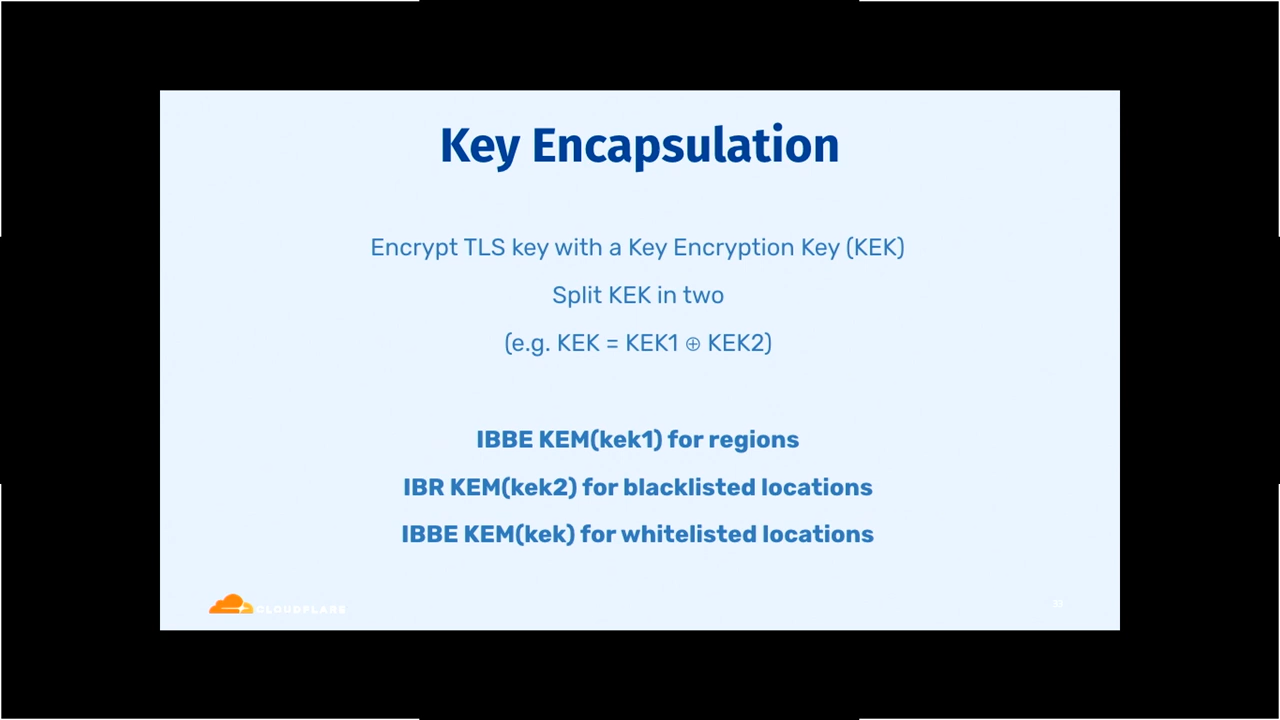 Key Encapsulation
Encrypt TLS key with a Key Encryption Key (KEK)
Split KEK in two
(e.g. KEK = KEK1 ⊕ KEK2)
IBBE KEM(kek1) for regions
IBR KEM(kek2) for blacklisted locations
IBBE KEM(kek) for whitelisted locations
CLOUDFLARE